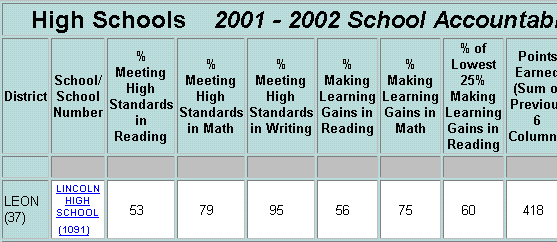 High Schools 2001 - 2002 School Accountab
District
School/
School
Number
%
Meeting
High
Standards
in
Reading
%
Meeting
High
Standards
in Math
%
Meeting
High
Standards
in Writing
%
Making
Learning
Gains in
Reading
%
Making
Learning
Gains in
Math
% of
Lowest
25%
Making
Learning
Gains in
Reading
Points
Earned
(Sum o
Previou
6
Column
LEON
(37)
LINCOLN
HIGH
SCHOOL
(1091)
53
79
95
56
75
60
418